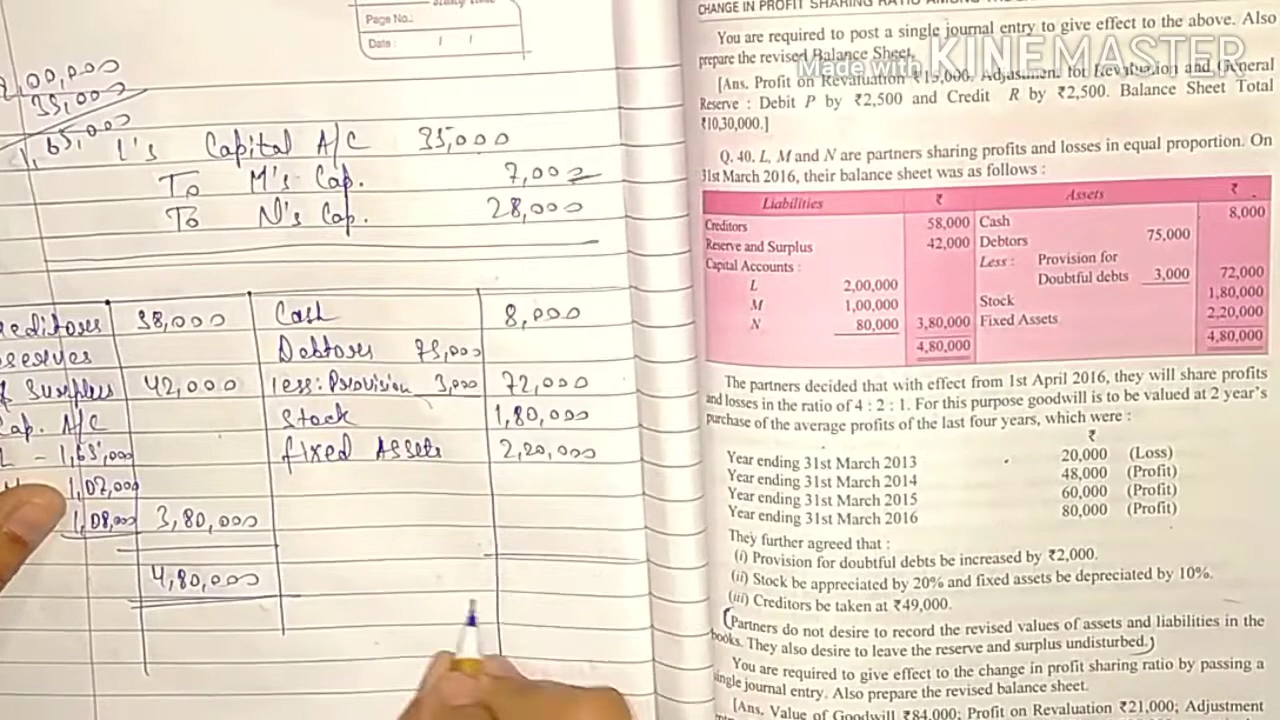 Page No.:
Date :
35,000
1,65,000
L's Capital A/C 35,000
To M's Cap. 7,000
To N's Cap. 28,000
58,000 Cash 8,000
Debtors 75,000
Surplus 42,000 less: Provision 3,000 72,000
Cap. A/C Stock 1,80,000
L - 1,65,000 fixed Assets 2,20,000
1,02,000
1,08,000 3,80,000
4,80,000
CHANGE IN PROFIT SHARING RATIO AMONG THE
You are required to post a single journal entry to give effect to the above. Also
prepare the revised Balance Sheet.
Made with KINEMASTER
[Ans. Profit on Revaluation ₹15,000. Adjustment for Revaluation and General
Reserve : Debit P by ₹2,500 and Credit R by ₹2,500. Balance Sheet Total
₹10,30,000.]
Q. 40. L, M and N are partners sharing profits and losses in equal proportion. On
31st March 2016, their balance sheet was as follows :
Liabilities ₹ Assets ₹
Creditors 58,000 Cash 8,000
Reserve and Surplus 42,000 Debtors 75,000
Capital Accounts : Less : Provision for
L 2,00,000 Doubtful debts 3,000 72,000
M 1,00,000 Stock 1,80,000
N 80,000 3,80,000 Fixed Assets 2,20,000
4,80,000 4,80,000
The partners decided that with effect from 1st April 2016, they will share profits
and losses in the ratio of 4 : 2 : 1. For this purpose goodwill is to be valued at 2 year's
purchase of the average profits of the last four years, which were :
₹
Year ending 31st March 2013 20,000 (Loss)
Year ending 31st March 2014 48,000 (Profit)
Year ending 31st March 2015 60,000 (Profit)
Year ending 31st March 2016 80,000 (Profit)
They further agreed that :
(i) Provision for doubtful debts be increased by ₹2,000.
(ii) Stock be appreciated by 20% and fixed assets be depreciated by 10%.
(iii) Creditors be taken at ₹49,000.
(Partners do not desire to record the revised values of assets and liabilities in the
books. They also desire to leave the reserve and surplus undisturbed.)
You are required to give effect to the change in profit sharing ratio by passing a
single journal entry. Also prepare the revised balance sheet.
[Ans. Value of Goodwill ₹84,000; Profit on Revaluation ₹21,000; Adjustment